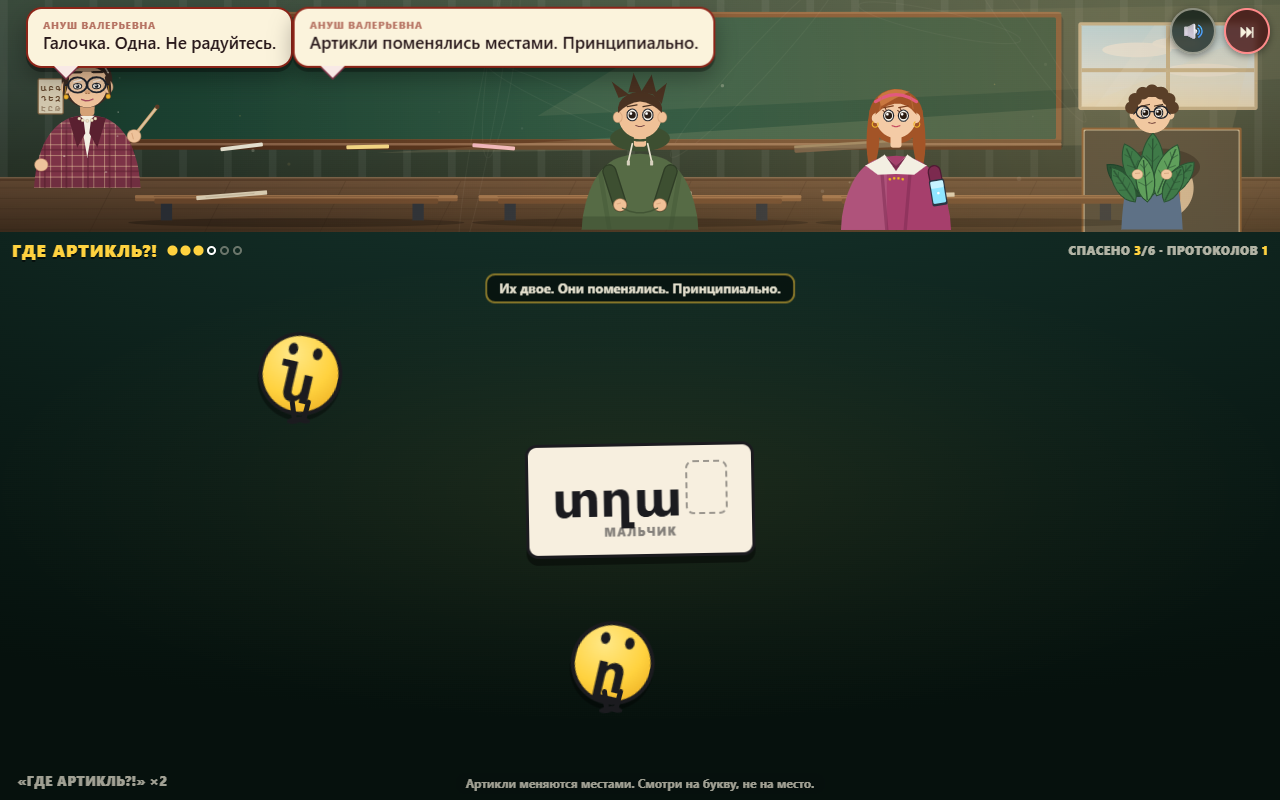 АНУШ ВАЛЕРЬЕВНА
Галочка. Одна. Не радуйтесь.
АНУШ ВАЛЕРЬЕВНА
Артикли поменялись местами. Принципиально.
Ա Բ Գ
Դ Ե Զ
Է Ը Թ
ГДЕ АРТИКЛЬ?!
СПАСЕНО 3/6 · ПРОТОКОЛОВ 1
Их двое. Они поменялись. Принципиально.
տղա
МАЛЬЧИК
«ГДЕ АРТИКЛЬ?!» ×2
Артикли меняются местами. Смотри на букву, не на место.